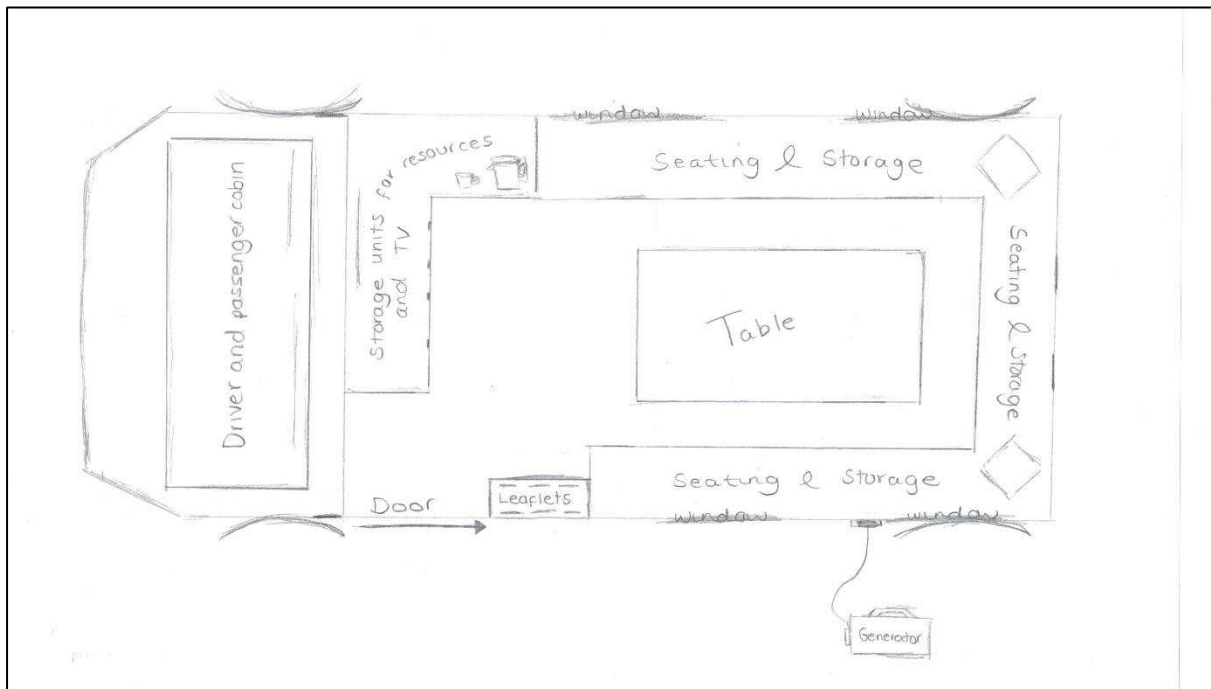 window
window
Seating & Storage
Storage units for resources
and TV
Driver and passenger cabin
Seating & Storage
Table
Seating & Storage
Leaflets
Door
window
window
Generator